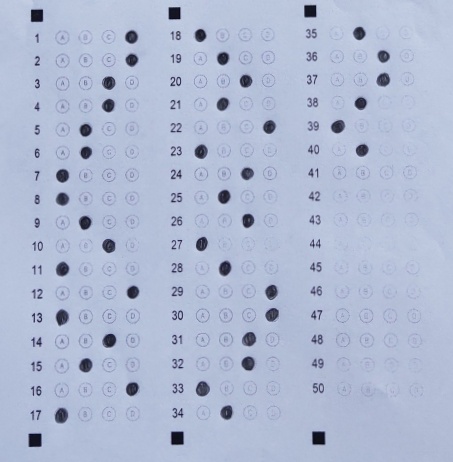 1 A B C
2 A B C
3 A B D
4 A B D
5 A C D
6 A C D
7 B C D
8 B C D
9 A C D
10 A B D
11 B C D
12 A B C
13 B C D
14 A B D
15 A C D
16 A B C
17 B C D
18 B C D
19 A C D
20 A B D
21 A C D
22 A B C
23 B C D
24 A B D
25 A C D
26 A B D
27 B C D
28 A C D
29 A B C
30 A B C
31 A B D
32 A B D
33 B C D
34 A C D
35 A C D
36 A B D
37 A B D
38 A C D
39 B C D
40 A C D
41 A B C D
42 A B C D
43 A B C D
44
45 A B C D
46 A B C D
47 A B C D
48 A B C D
49 A B C D
50 A B C D